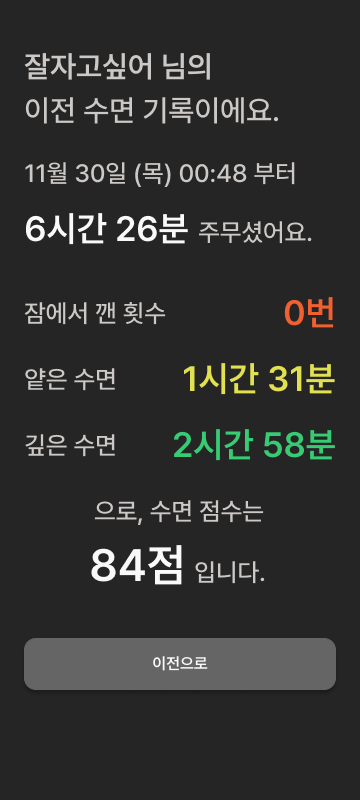 잘자고싶어 님의
이전 수면 기록이에요.
11월 30일 (목) 00:48 부터
6시간 26분 주무셨어요.
잠에서 깬 횟수 0번
얕은 수면 1시간 31분
깊은 수면 2시간 58분
으로, 수면 점수는
84점 입니다.
이전으로